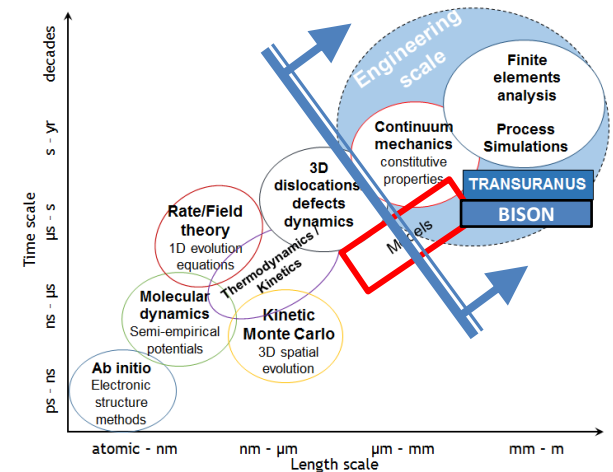 decades
s - yr
µs - s
ns - µs
ps - ns
Time scale
Engineering
scale
Finite
elements
analysis
Process
Simulations
Continuum
mechanics
constitutive
properties
TRANSURANUS
BISON
Models
3D
dislocations
defects
dynamics
Rate/Field
theory
1D evolution
equations
Thermodynamics /
Kinetics
Molecular
dynamics
Semi-empirical
potentials
Kinetic
Monte Carlo
3D spatial
evolution
Ab initio
Electronic
structure
methods
atomic - nm
nm - µm
µm - mm
mm - m
Length scale